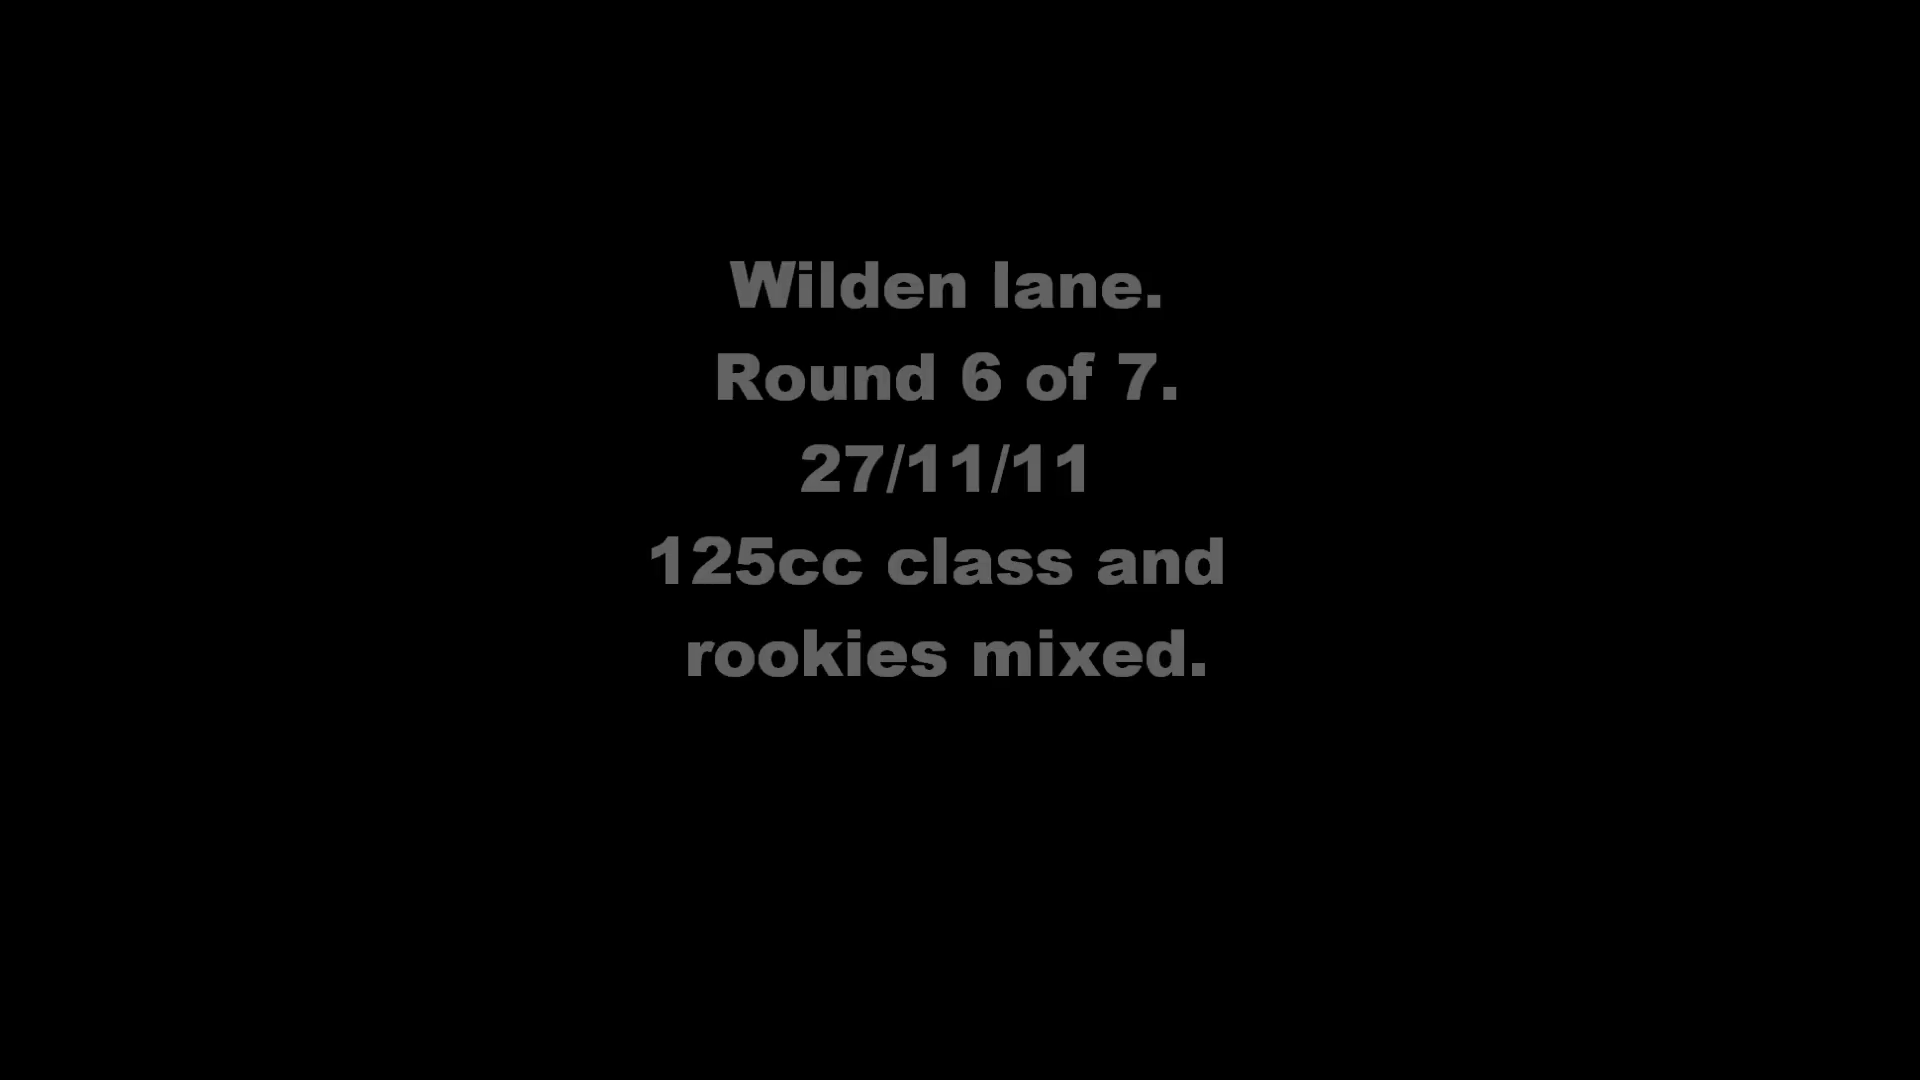 Wilden lane.
Round 6 of 7.
27/11/11
125cc class and
rookies mixed.